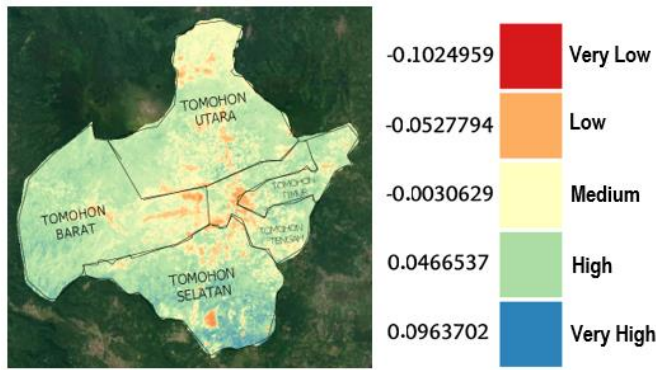 TOMOHON
UTARA
TOMOHON
TIMUR
TOMOHON
BARAT
TOMOHON
TENGAH
TOMOHON
SELATAN
-0.1024959 Very Low
-0.0527794 Low
-0.0030629 Medium
0.0466537 High
0.0963702 Very High